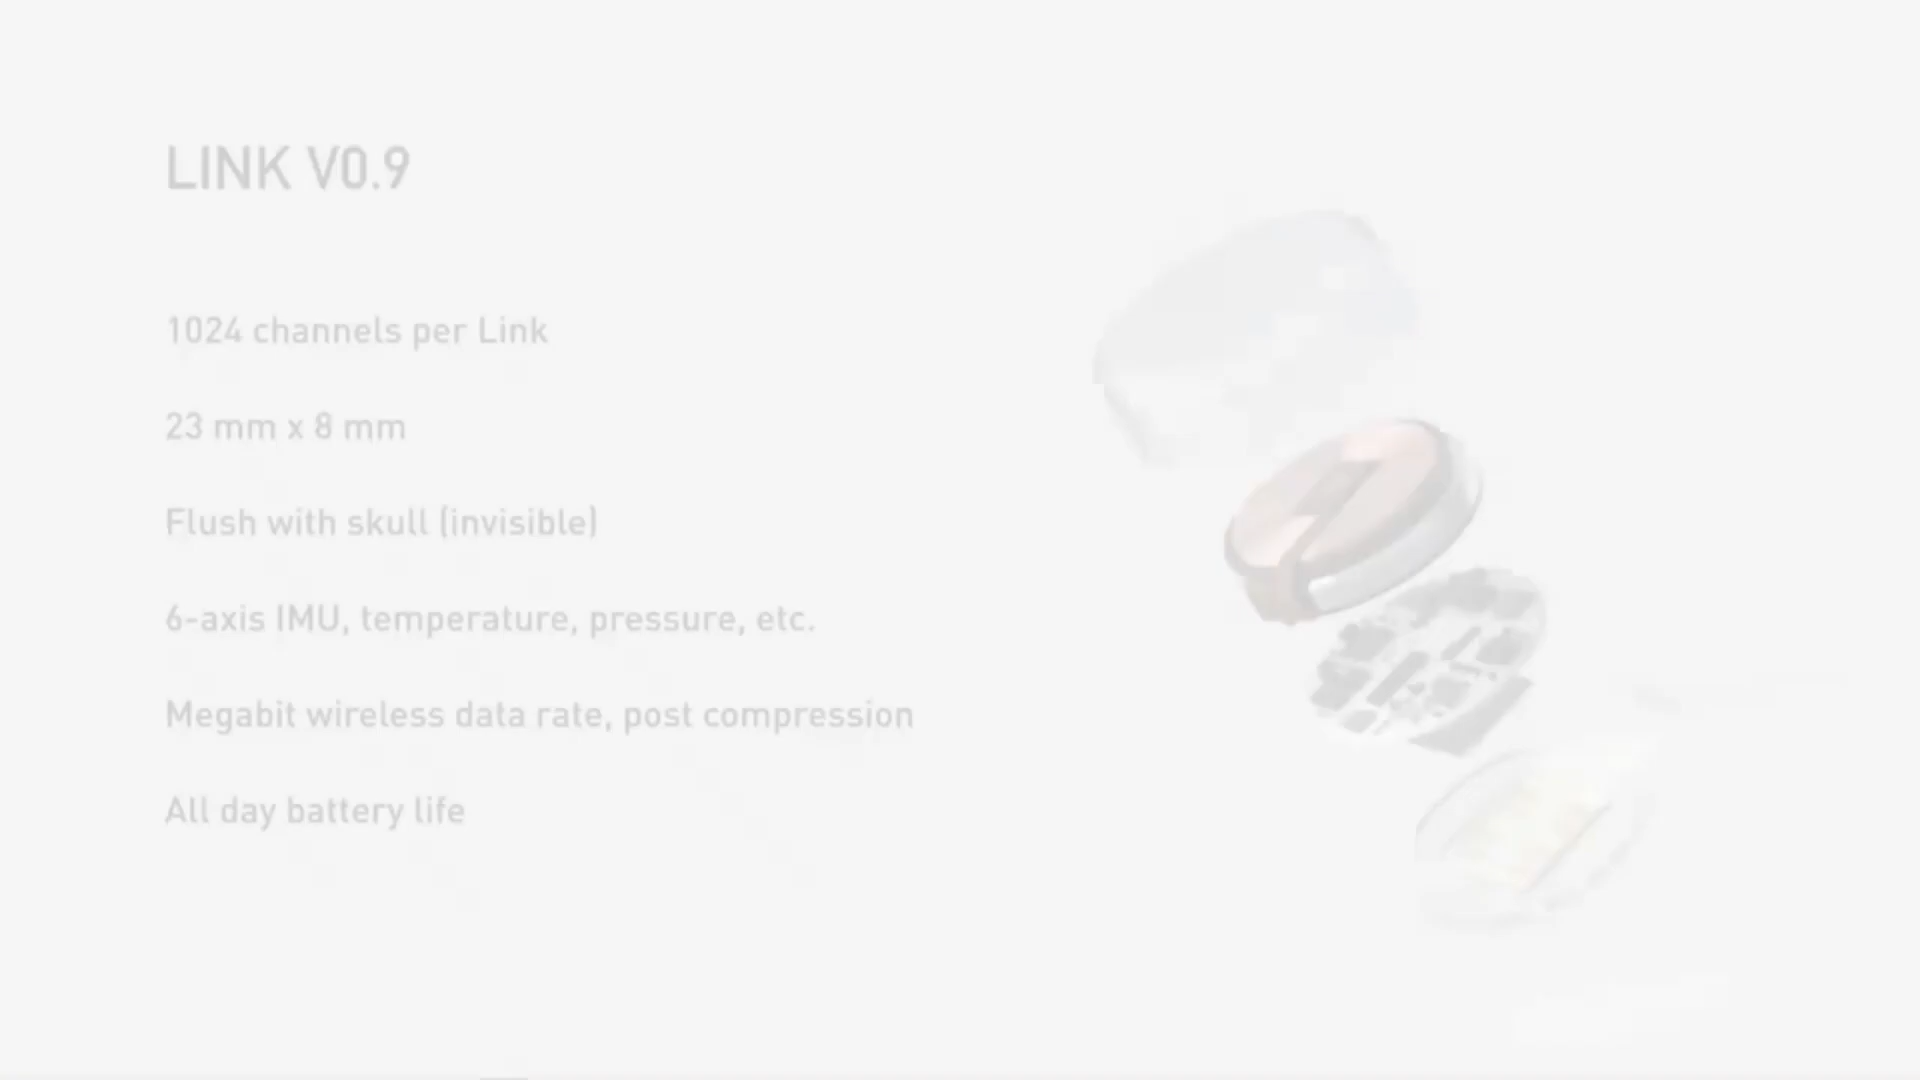 LINK V0.9
1024 channels per Link
23 mm x 8 mm
Flush with skull (invisible)
6-axis IMU, temperature, pressure, etc.
Megabit wireless data rate, post compression
All day battery life